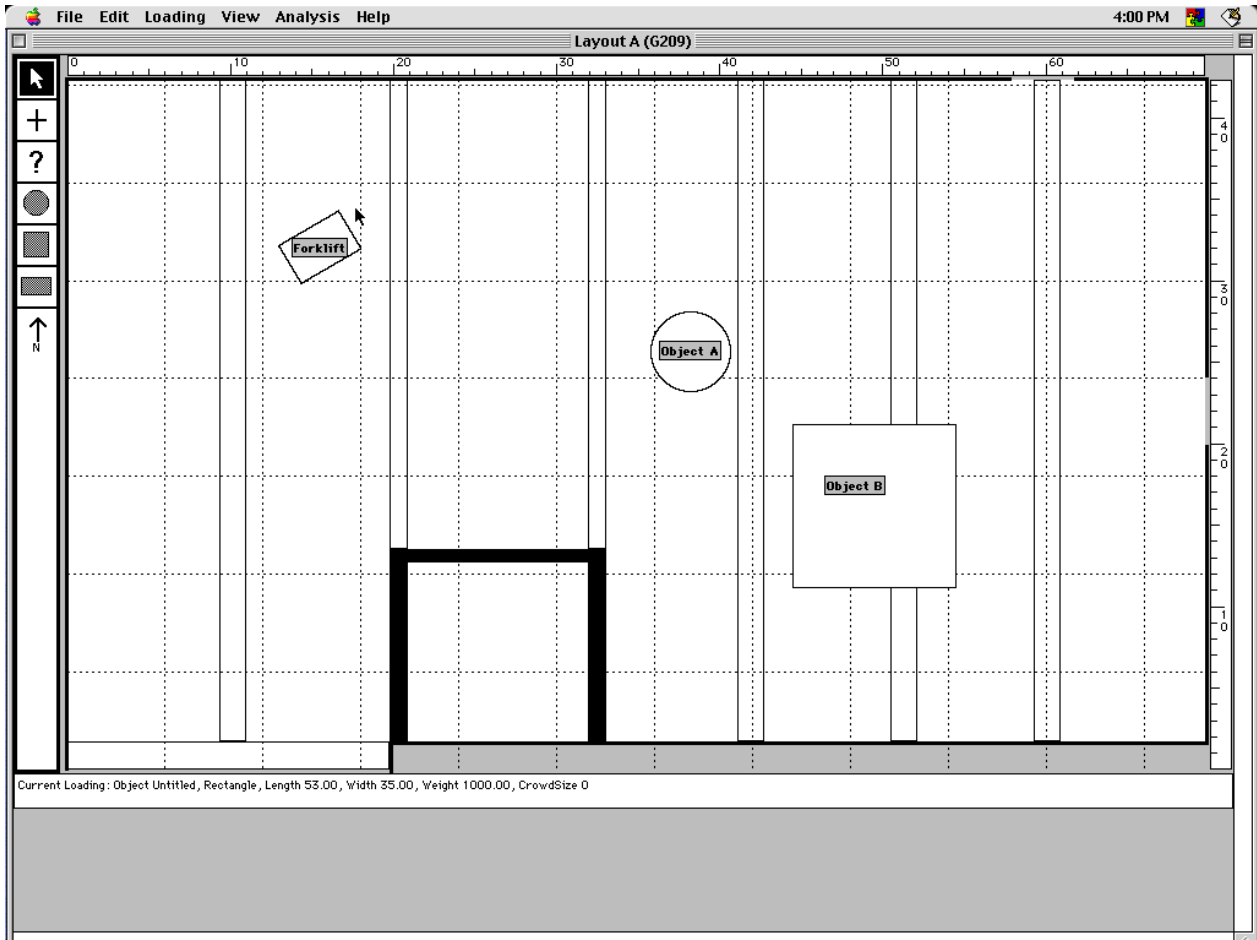 File Edit Loading View Analysis Help 4:00 PM
Layout A (G209)
0 10 20 30 40 50 60
40
?
Forklift
30
N
Object A
20
Object B
10
Current Loading: Object Untitled, Rectangle, Length 53.00, Width 35.00, Weight 1000.00, CrowdSize 0